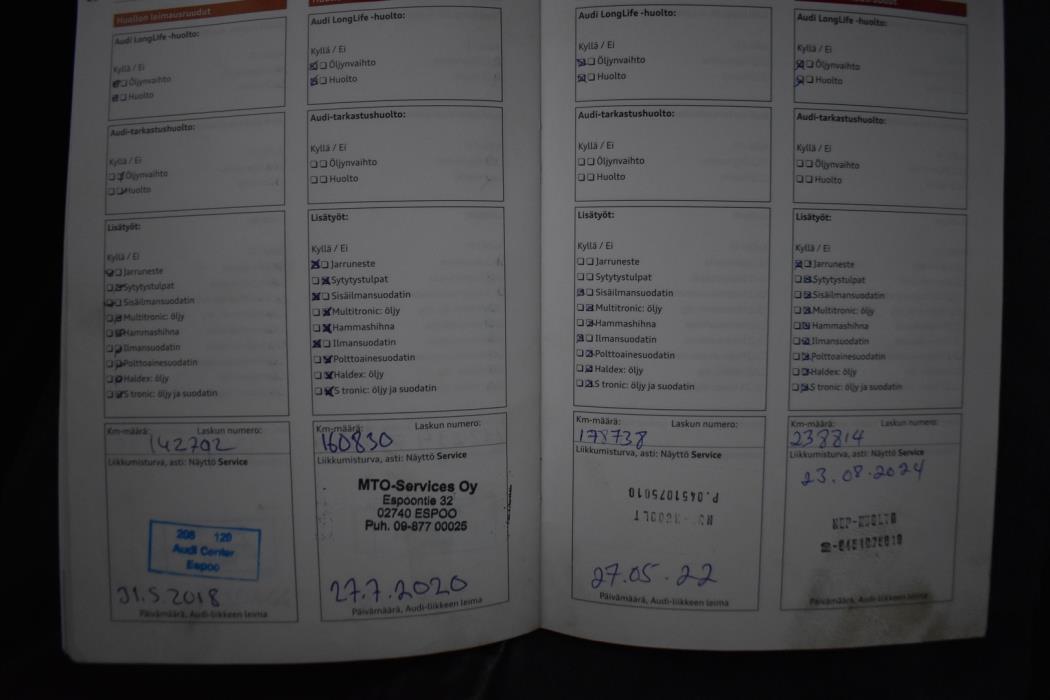 Huollon leimausruudut
Audi LongLife -huolto:
Kyllä / Ei
Öljynvaihto
Huolto
Audi-tarkastushuolto:
Kyllä / Ei
Öljynvaihto
Huolto
Lisätyöt:
Kyllä / Ei
Jarruneste
Sytytystulpat
Sisäilmansuodatin
Multitronic: öljy
Hammashihna
Ilmansuodatin
Polttoainesuodatin
Haldex: öljy
S tronic: öljy ja suodatin
Km-määrä: Laskun numero:
142702
Liikkumisturva, asti: Näyttö Service
208 120
Audi Center
Espoo
31.5.2018
Päivämäärä, Audi-liikkeen leima
Audi LongLife -huolto:
Kyllä / Ei
Öljynvaihto
Huolto
Audi-tarkastushuolto:
Kyllä / Ei
Öljynvaihto
Huolto
Lisätyöt:
Kyllä / Ei
Jarruneste
Sytytystulpat
Sisäilmansuodatin
Multitronic: öljy
Hammashihna
Ilmansuodatin
Polttoainesuodatin
Haldex: öljy
S tronic: öljy ja suodatin
Km-määrä: Laskun numero:
160830
Liikkumisturva, asti: Näyttö Service
MTO-Services Oy
Espoontie 32
02740 ESPOO
Puh. 09-877 00025
27.7.2020
Päivämäärä, Audi-liikkeen leima
Audi LongLife -huolto:
Kyllä / Ei
Öljynvaihto
Huolto
Audi-tarkastushuolto:
Kyllä / Ei
Öljynvaihto
Huolto
Lisätyöt:
Kyllä / Ei
Jarruneste
Sytytystulpat
Sisäilmansuodatin
Multitronic: öljy
Hammashihna
Ilmansuodatin
Polttoainesuodatin
Haldex: öljy
S tronic: öljy ja suodatin
Km-määrä: Laskun numero:
178738
Liikkumisturva, asti: Näyttö Service
P.0451075010
27.05.22
Päivämäärä, Audi-liikkeen leima
Audi LongLife -huolto:
Kyllä / Ei
Öljynvaihto
Huolto
Audi-tarkastushuolto:
Kyllä / Ei
Öljynvaihto
Huolto
Lisätyöt:
Kyllä / Ei
Jarruneste
Sytytystulpat
Sisäilmansuodatin
Multitronic: öljy
Hammashihna
Ilmansuodatin
Polttoainesuodatin
Haldex: öljy
S tronic: öljy ja suodatin
Km-määrä: Laskun numero:
238814
Liikkumisturva, asti: Näyttö Service
23.08.2024
Päivämäärä, Audi-liikkeen leima